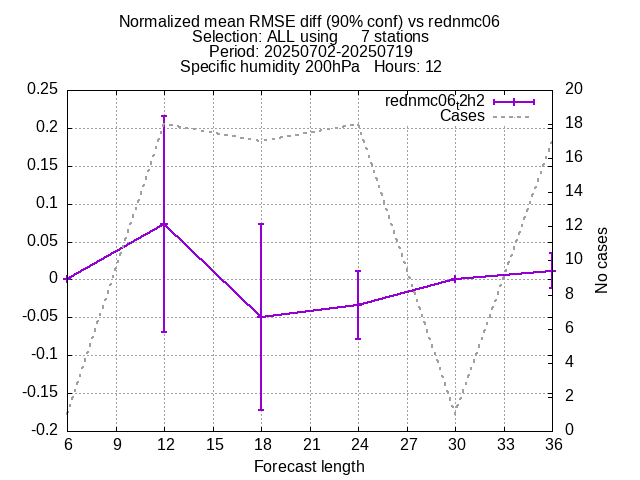 Normalized mean RMSE diff (90% conf) vs rednmc06
Selection: ALL using     7 stations
Period: 20250702-20250719
Specific humidity 200hPa   Hours: 12
rednmc06_t2h2
Cases
0.25
0.2
0.15
0.1
0.05
0
-0.05
-0.1
-0.15
-0.2
20
18
16
14
12
10
8
6
4
2
0
No cases
6 9 12 15 18 21 24 27 30 33 36
Forecast length